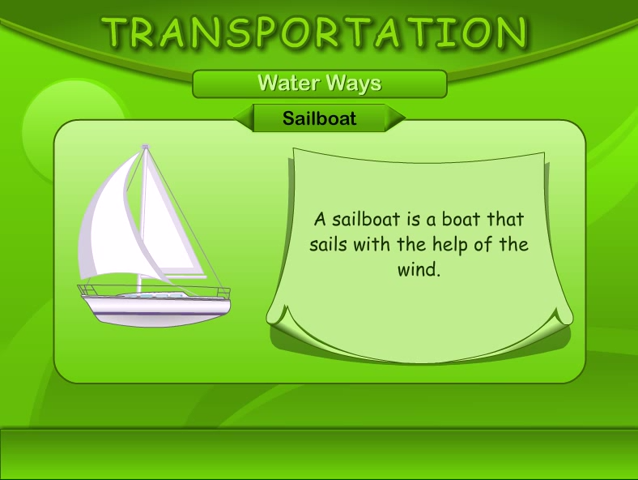 TRANSPORTATION
Water Ways
Sailboat
A sailboat is a boat that
sails with the help of the
wind.